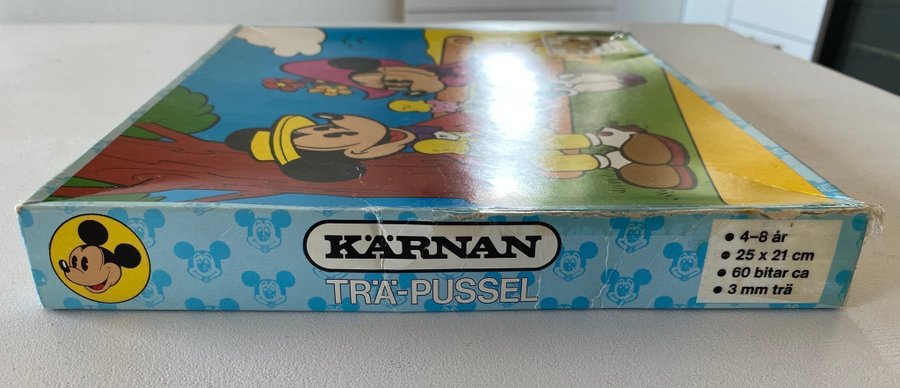 KÄRNAN
TRÄ-PUSSEL
• 4–8 år
• 25 x 21 cm
• 60 bitar ca
• 3 mm trä